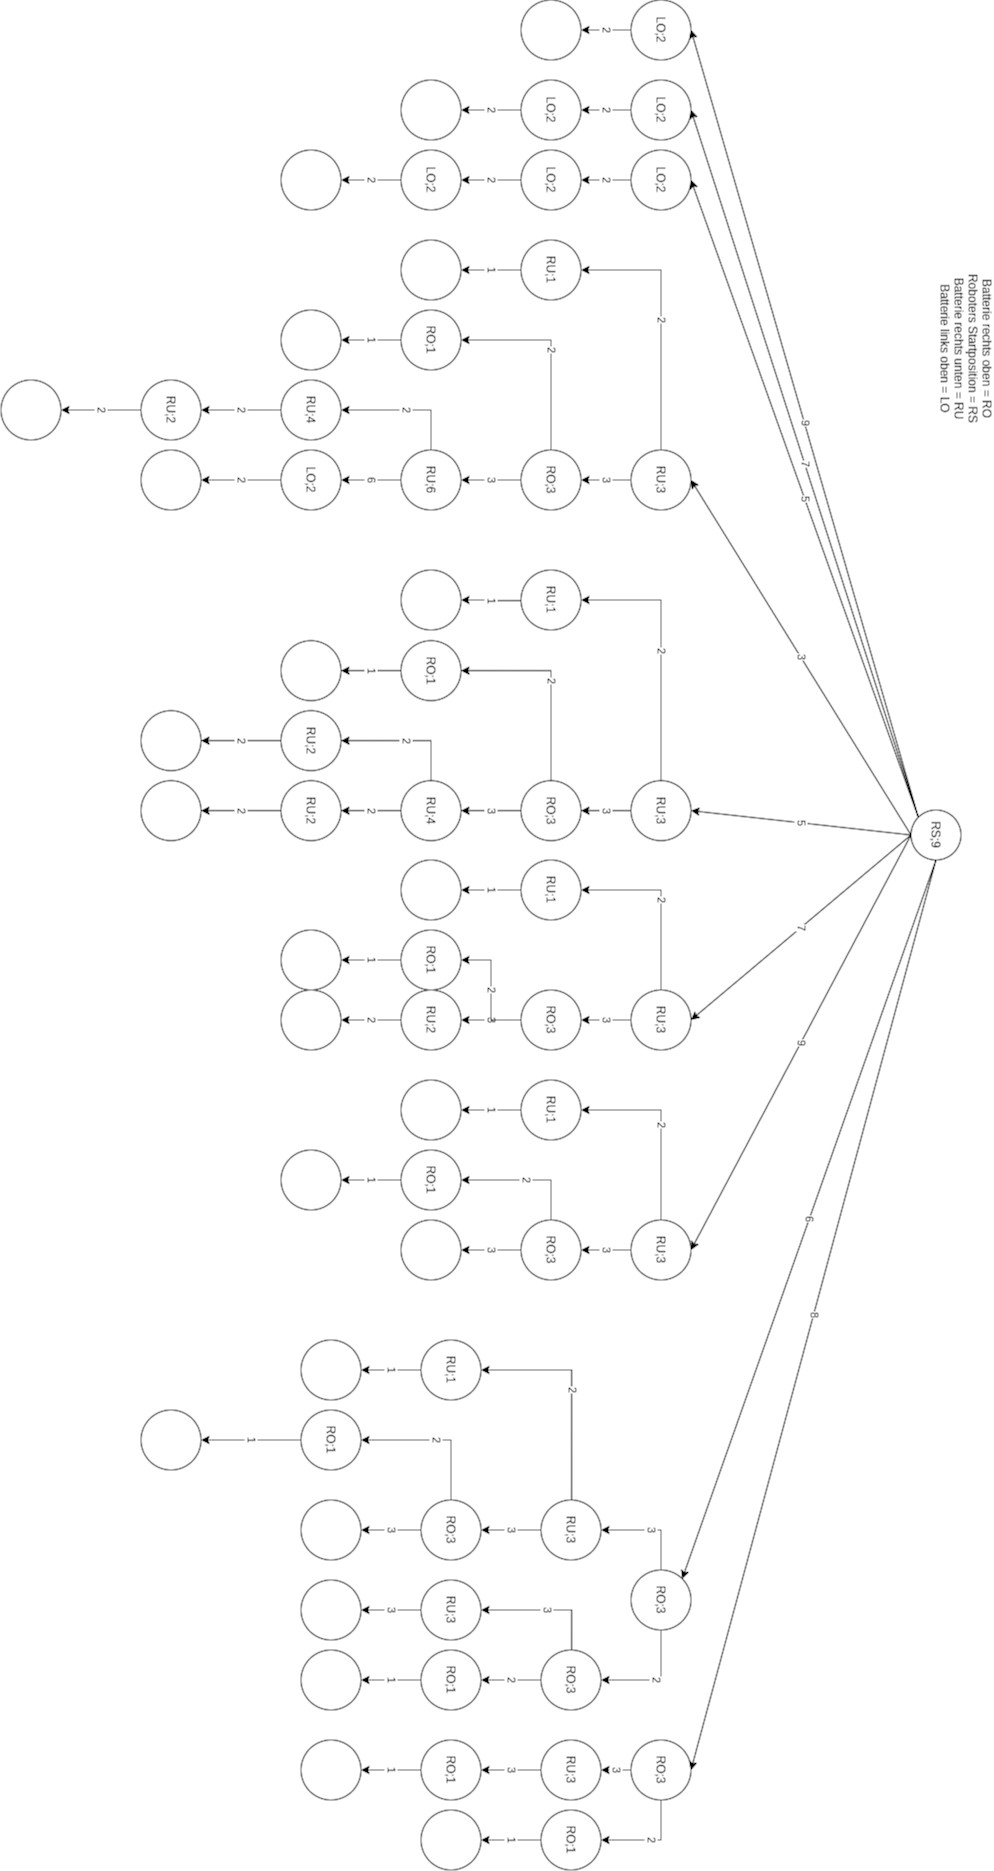 Batterie rechts oben = RO
Roboters Startposition = RS
Batterie rechts unten = RU
Batterie links oben = LO
RS;9
9 7 5 3 5 7 9 6 8
LO;2 LO;2 LO;2 2 RU;3 2 RU;3 2 RU;3 2 RU;3 3 RO;3 2 RO;3 2
2 2 2 3 3 3 3 3
LO;2 LO;2 RU;1 2 RO;3 RU;1 2 RO;3 RU;1 RO;3 RU;1 RO;3 2 RU;3 3 RO;3 RU;3 RO;1
2 2 1 3 1 3 1 2 3 1 2 3 3 2 3 1
LO;2 RO;1 2 RU;6 RO;1 2 RU;4 RO;1 RU;2 RO;1 RU;1 2 RO;3 RU;3 RO;1 RO;1
2 1 6 1 2 1 2 1 1 3 3 1 1
RU;4 LO;2 RU;2 RU;2 RO;1
2 2 2 2 1
RU;2
2